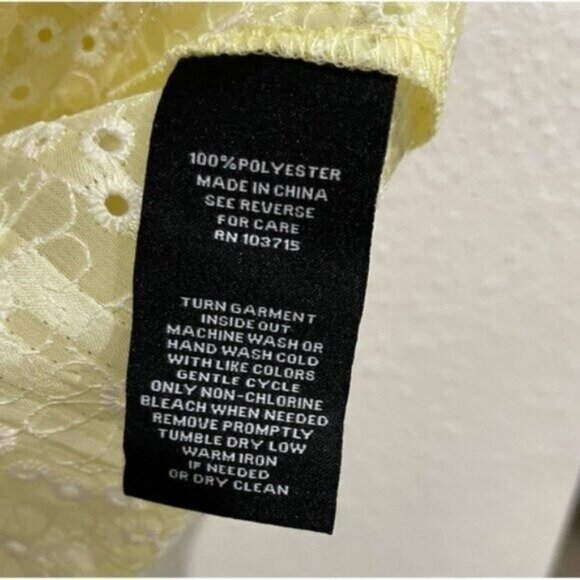 100%POLYESTER
MADE IN CHINA
SEE REVERSE
FOR CARE
RN 103715
TURN GARMENT
INSIDE OUT
MACHINE WASH OR
HAND WASH COLD
WITH LIKE COLORS
GENTLE CYCLE
ONLY NON-CHLORINE
BLEACH WHEN NEEDED
REMOVE PROMPTLY
TUMBLE DRY LOW
WARM IRON
IF NEEDED
OR DRY CLEAN